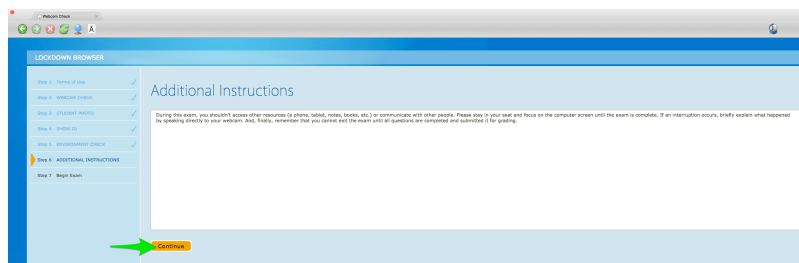 Webcam Check
A
LOCKDOWN BROWSER
Step 1 Terms of Use
Step 2 WEBCAM CHECK
Step 3 STUDENT PHOTO
Step 4 SHOW ID
Step 5 ENVIRONMENT CHECK
Step 6 ADDITIONAL INSTRUCTIONS
Step 7 Begin Exam
Additional Instructions
During this exam, you shouldn't access other resources (a phone, tablet, notes, books, etc.) or communicate with other people. Please stay in your seat and focus on the computer screen until the exam is complete. If an interruption occurs, briefly explain what happened
by speaking directly to your webcam. And, finally, remember that you cannot exit the exam until all questions are completed and submitted it for grading.
Continue